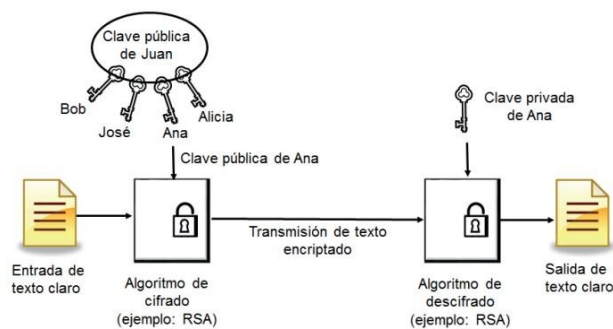 Clave pública
de Juan
Bob
José
Ana
Alicia
Clave pública de Ana
Clave privada
de Ana
Transmisión de texto
encriptado
Entrada de
texto claro
Algoritmo de
cifrado
(ejemplo: RSA)
Algoritmo de
descifrado
(ejemplo: RSA)
Salida de
texto claro